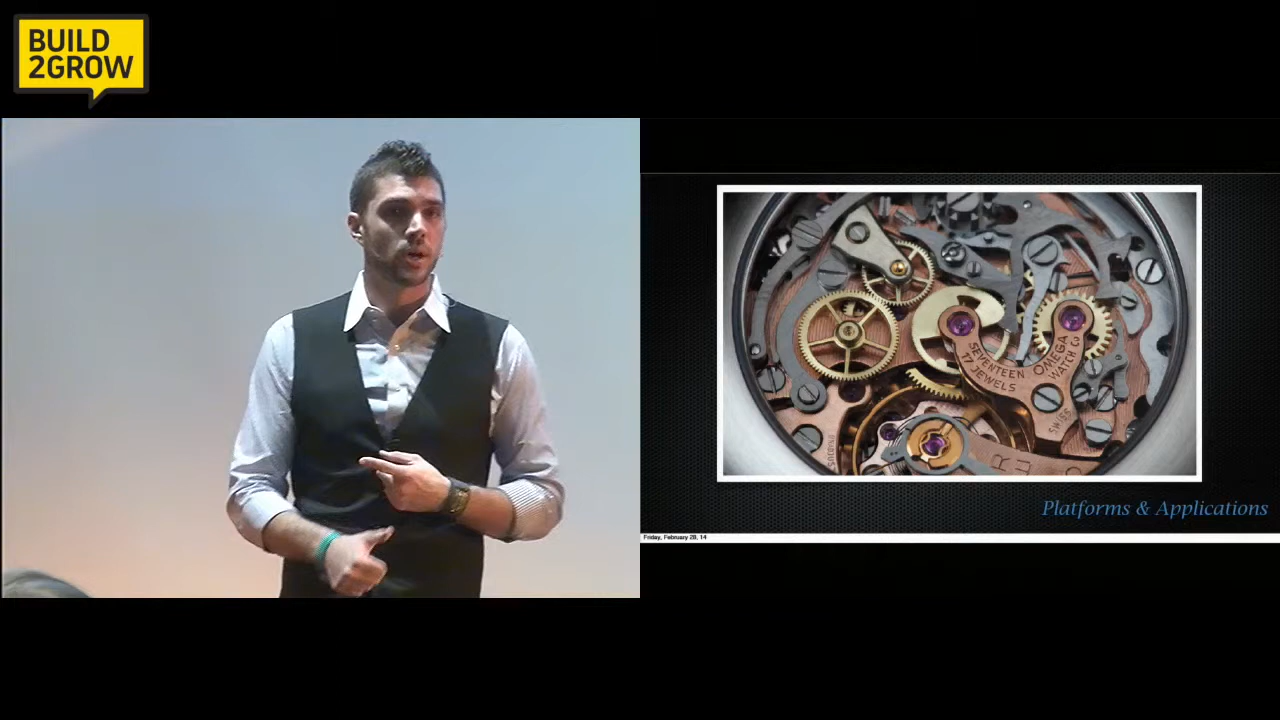 BUILD
2GROW
SEVENTEEN
17
JEWELS
OMEGA
WATCH Co
SWISS
Platforms & Applications
Friday, February 28, 14